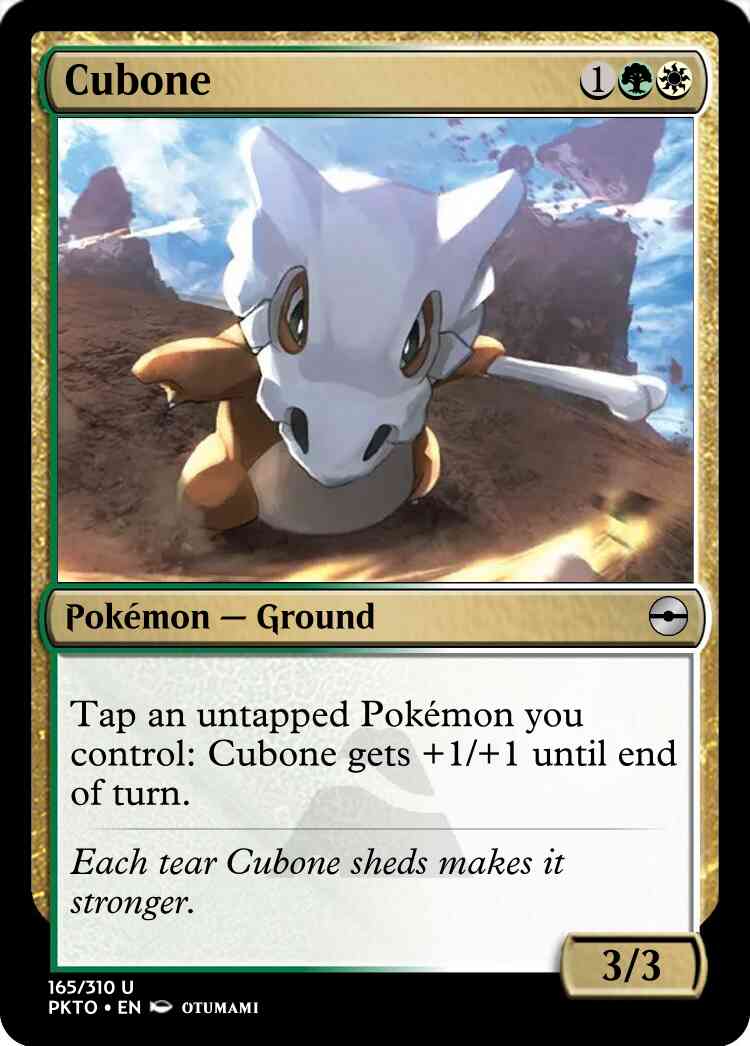 Cubone 1
Pokémon — Ground
Tap an untapped Pokémon you
control: Cubone gets +1/+1 until end
of turn.
Each tear Cubone sheds makes it
stronger.
3/3
165/310 U
PKTO • EN OTUMAMI